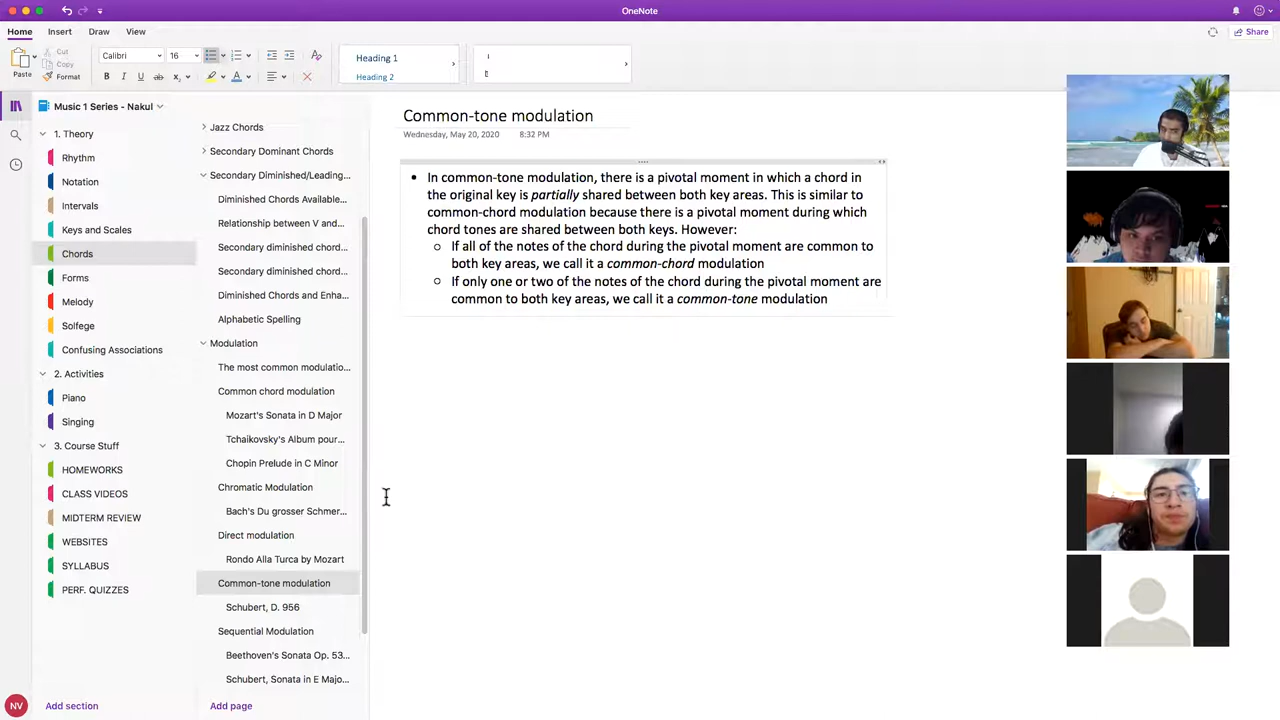 OneNote
Home Insert Draw View
Share
Paste
Cut
Copy
Format
Calibri 16
B I U ab x
A
Heading 1
Heading 2
Music 1 Series - Nakul
1. Theory
Rhythm
Notation
Intervals
Keys and Scales
Chords
Forms
Melody
Solfege
Confusing Associations
2. Activities
Piano
Singing
3. Course Stuff
HOMEWORKS
CLASS VIDEOS
MIDTERM REVIEW
WEBSITES
SYLLABUS
PERF. QUIZZES
NV
Add section
Jazz Chords
Secondary Dominant Chords
Secondary Diminished/Leading...
Diminished Chords Available...
Relationship between V and...
Secondary diminished chord...
Secondary diminished chord...
Diminished Chords and Enha...
Alphabetic Spelling
Modulation
The most common modulatio...
Common chord modulation
Mozart's Sonata in D Major
Tchaikovsky's Album pour...
Chopin Prelude in C Minor
Chromatic Modulation
Bach's Du grosser Schmer...
Direct modulation
Rondo Alla Turca by Mozart
Common-tone modulation
Schubert, D. 956
Sequential Modulation
Beethoven's Sonata Op. 53...
Schubert, Sonata in E Majo...
Add page
Common-tone modulation
Wednesday, May 20, 2020 8:32 PM
In common-tone modulation, there is a pivotal moment in which a chord in
the original key is partially shared between both key areas. This is similar to
common-chord modulation because there is a pivotal moment during which
chord tones are shared between both keys. However:
If all of the notes of the chord during the pivotal moment are common to
both key areas, we call it a common-chord modulation
If only one or two of the notes of the chord during the pivotal moment are
common to both key areas, we call it a common-tone modulation